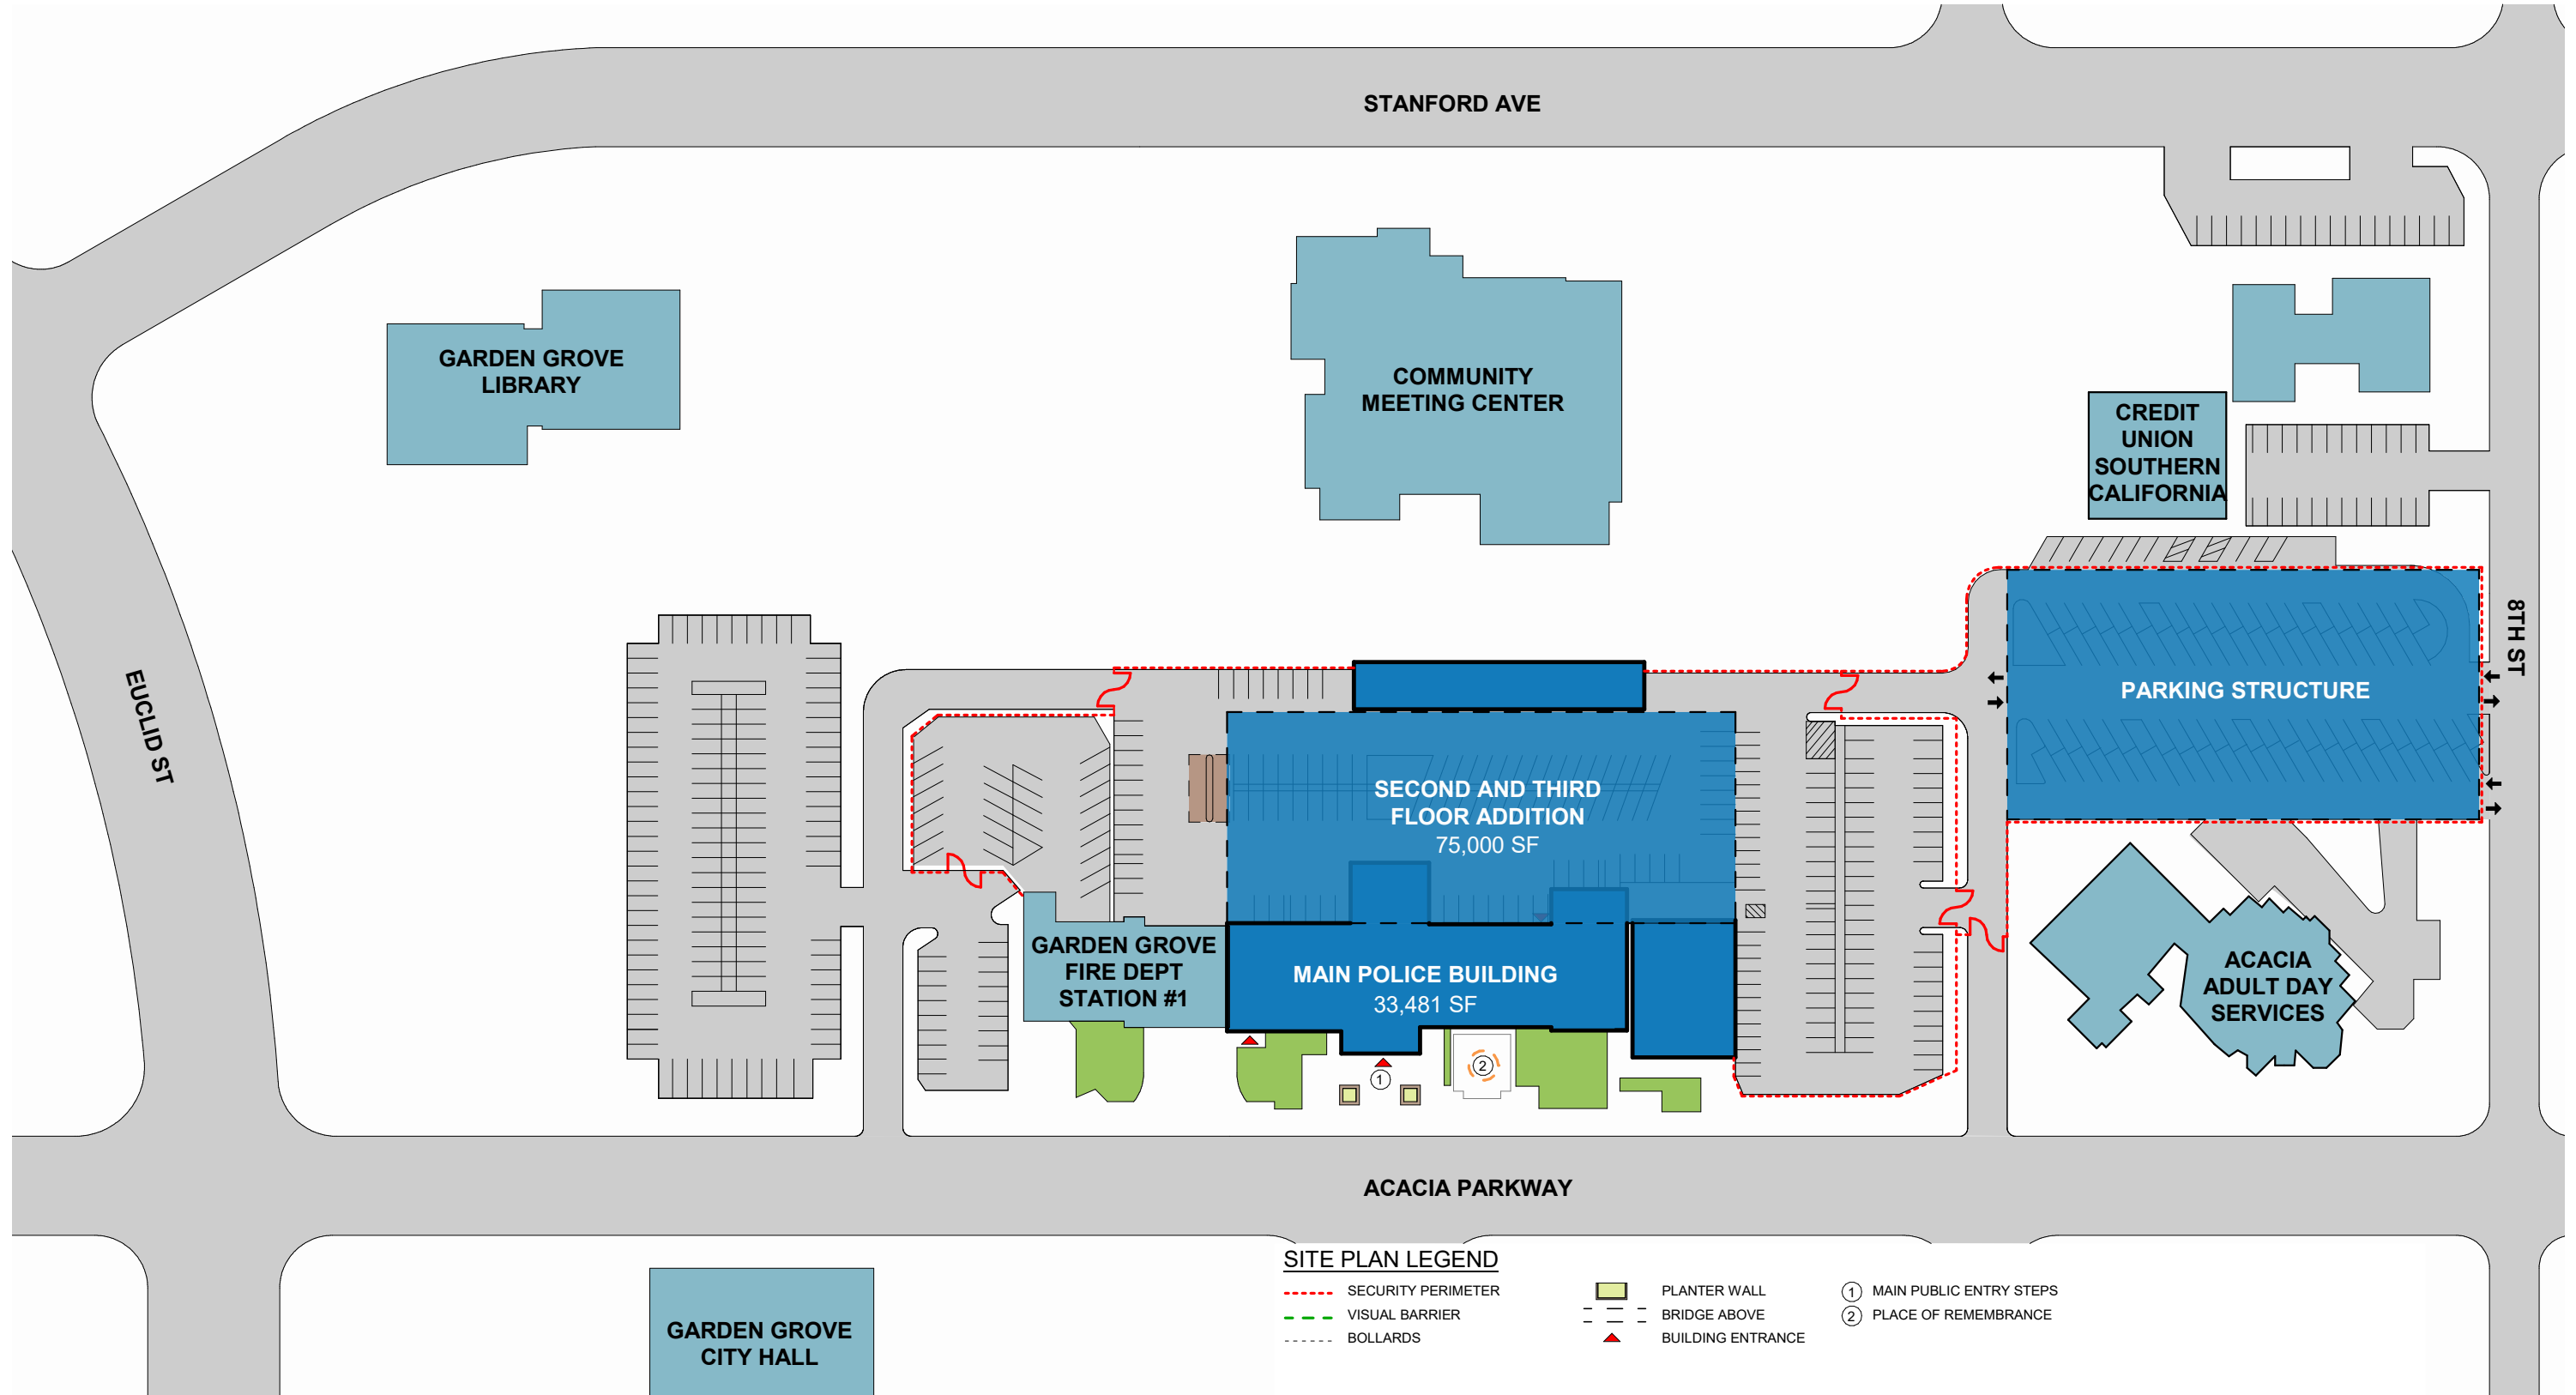 STANFORD AVE
GARDEN GROVE
LIBRARY
COMMUNITY
MEETING CENTER
CREDIT
UNION
SOUTHERN
CALIFORNIA
8TH ST
EUCLID ST
PARKING STRUCTURE
SECOND AND THIRD
FLOOR ADDITION
75,000 SF
GARDEN GROVE
FIRE DEPT
STATION #1
MAIN POLICE BUILDING
33,481 SF
ACACIA
ADULT DAY
SERVICES
1
2
ACACIA PARKWAY
GARDEN GROVE
CITY HALL
SITE PLAN LEGEND
SECURITY PERIMETER
VISUAL BARRIER
BOLLARDS
PLANTER WALL
BRIDGE ABOVE
BUILDING ENTRANCE
1 MAIN PUBLIC ENTRY STEPS
2 PLACE OF REMEMBRANCE